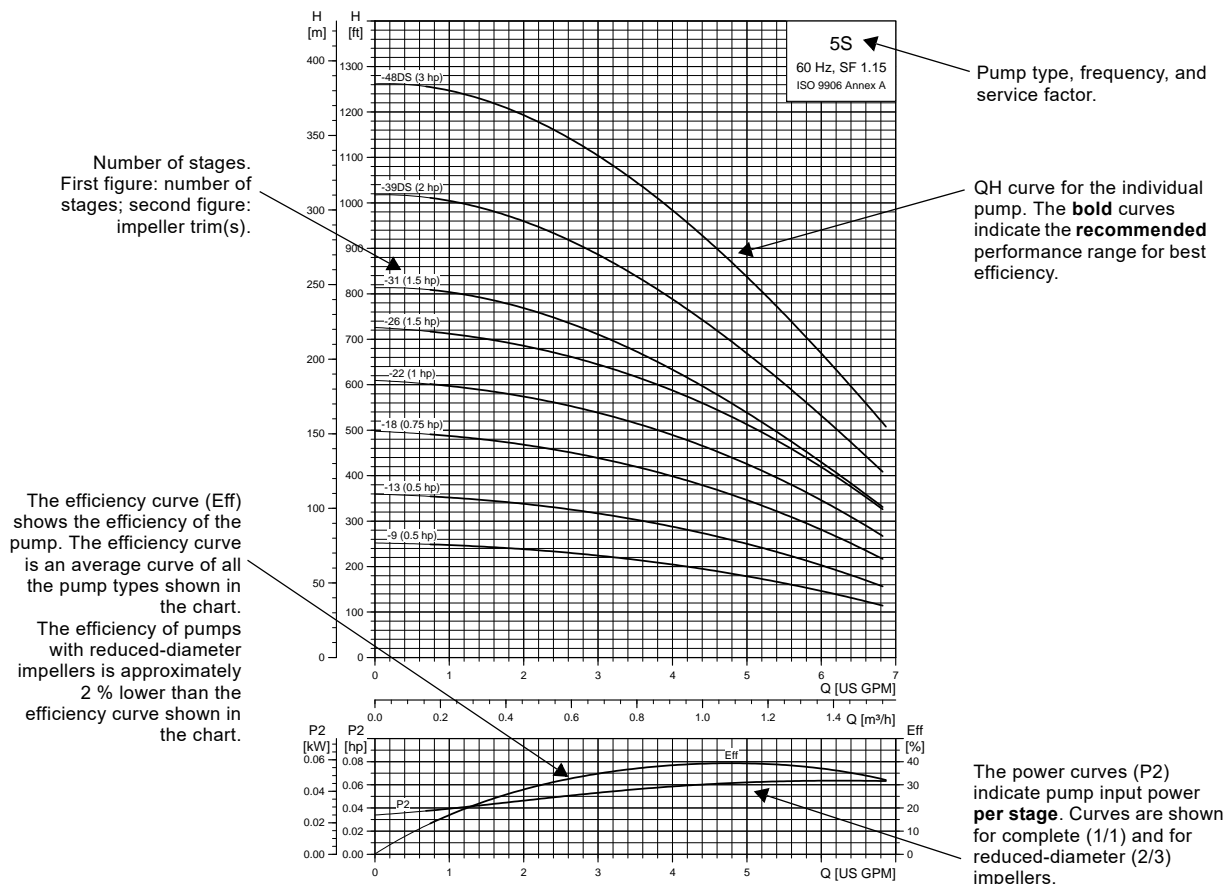 H
[m]
H
[ft]
400
350
300
250
200
150
100
50
0
1300
1200
1100
1000
900
800
700
600
500
400
300
200
100
0
-48DS (3 hp)
-39DS (2 hp)
-31 (1.5 hp)
-26 (1.5 hp)
-22 (1 hp)
-18 (0.75 hp)
-13 (0.5 hp)
-9 (0.5 hp)
5S
60 Hz, SF 1.15
ISO 9906 Annex A
Pump type, frequency, and
service factor.
Number of stages.
First figure: number of
stages; second figure:
impeller trim(s).
QH curve for the individual
pump. The bold curves
indicate the recommended
performance range for best
efficiency.
The efficiency curve (Eff)
shows the efficiency of the
pump. The efficiency curve
is an average curve of all
the pump types shown in
the chart.
The efficiency of pumps
with reduced-diameter
impellers is approximately
2 % lower than the
efficiency curve shown in
the chart.
0 1 2 3 4 5 6 7
Q [US GPM]
0.0 0.2 0.4 0.6 0.8 1.0 1.2 1.4 Q [m³/h]
P2
[kW]
P2
[hp]
Eff
[%]
0.06
0.04
0.02
0.00
0.08
0.06
0.04
0.02
0.00
40
30
20
10
0
Eff
P2
0 1 2 3 4 5 Q [US GPM]
The power curves (P2)
indicate pump input power
per stage. Curves are shown
for complete (1/1) and for
reduced-diameter (2/3)
impellers.